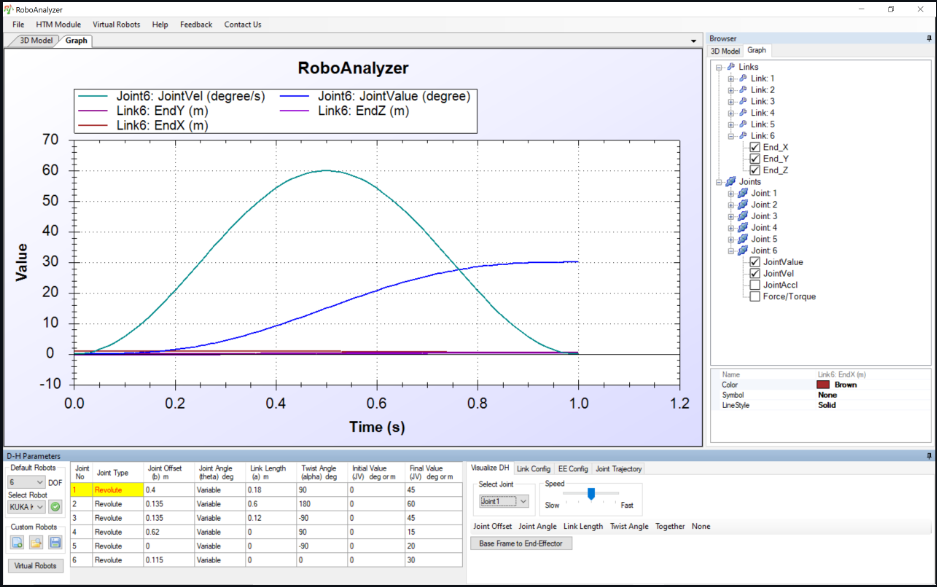 RoboAnalyzer
File HTM Module Virtual Robots Help Feedback Contact Us
3D Model Graph
RoboAnalyzer
Joint6: JointVel (degree/s) Joint6: JointValue (degree)
Link6: EndY (m) Link6: EndZ (m)
Link6: EndX (m)
70
60
50
40
30
20
10
0
-10
Value
0.0 0.2 0.4 0.6 0.8 1.0 1.2
Time (s)
Browser
3D Model Graph
Links
Link: 1
Link: 2
Link: 3
Link: 4
Link: 5
Link: 6
End_X
End_Y
End_Z
Joints
Joint: 1
Joint: 2
Joint: 3
Joint: 4
Joint: 5
Joint: 6
JointValue
JointVel
JointAccl
Force/Torque
Name Link6: EndX (m)
Color Brown
Symbol None
LineStyle Solid
D-H Parameters
Default Robots
6 DOF
Select Robot
KUKA
Custom Robots
Virtual Robots
Joint No Joint Type Joint Offset (b) m Joint Angle (theta) deg Link Length (a) m Twist Angle (alpha) deg Initial Value (JV) deg or m Final Value (JV) deg or m
1 Revolute 0.4 Variable 0.18 90 0 45
2 Revolute 0.135 Variable 0.6 180 0 60
3 Revolute 0.135 Variable 0.12 -90 0 45
4 Revolute 0.62 Variable 0 90 0 15
5 Revolute 0 Variable 0 -90 0 20
6 Revolute 0.115 Variable 0 0 0 30
Visualize DH Link Config EE Config Joint Trajectory
Select Joint
Joint1
Speed
Slow Fast
Joint Offset Joint Angle Link Length Twist Angle Together None
Base Frame to End-Effector